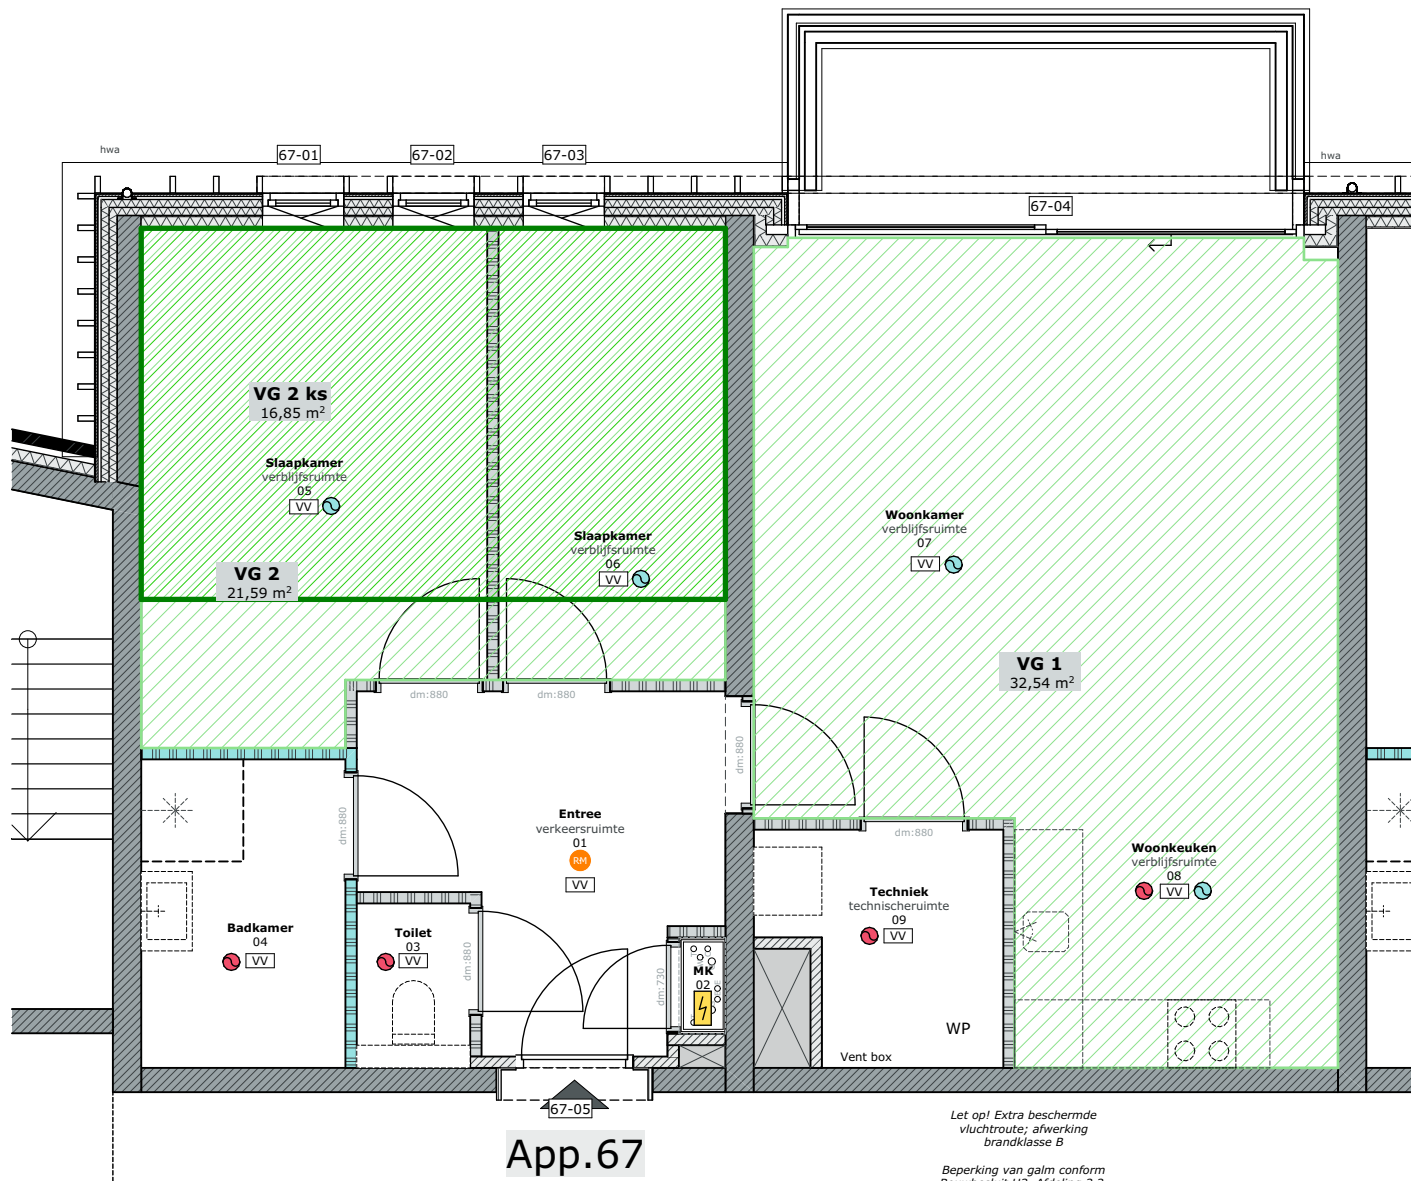 hwa
67-01
67-02
67-03
hwa
67-04
VG 2 ks
16,85 m²
Slaapkamer
verblijfsruimte
05
VV
Slaapkamer
verblijfsruimte
06
VV
VG 2
21,59 m²
Woonkamer
verblijfsruimte
07
VV
VG 1
32,54 m²
dm:880
dm:880
dm:880
dm:880
Entree
verkeersruimte
01
RM
VV
dm:880
Woonkeuken
verblijfsruimte
08
VV
Techniek
technischeruimte
09
VV
Badkamer
04
VV
Toilet
03
VV
dm:880
dm:730
MK
02
WP
Vent box
67-05
App.67
Let op! Extra beschermde
vluchtroute; afwerking
brandklasse B
Beperking van galm conform